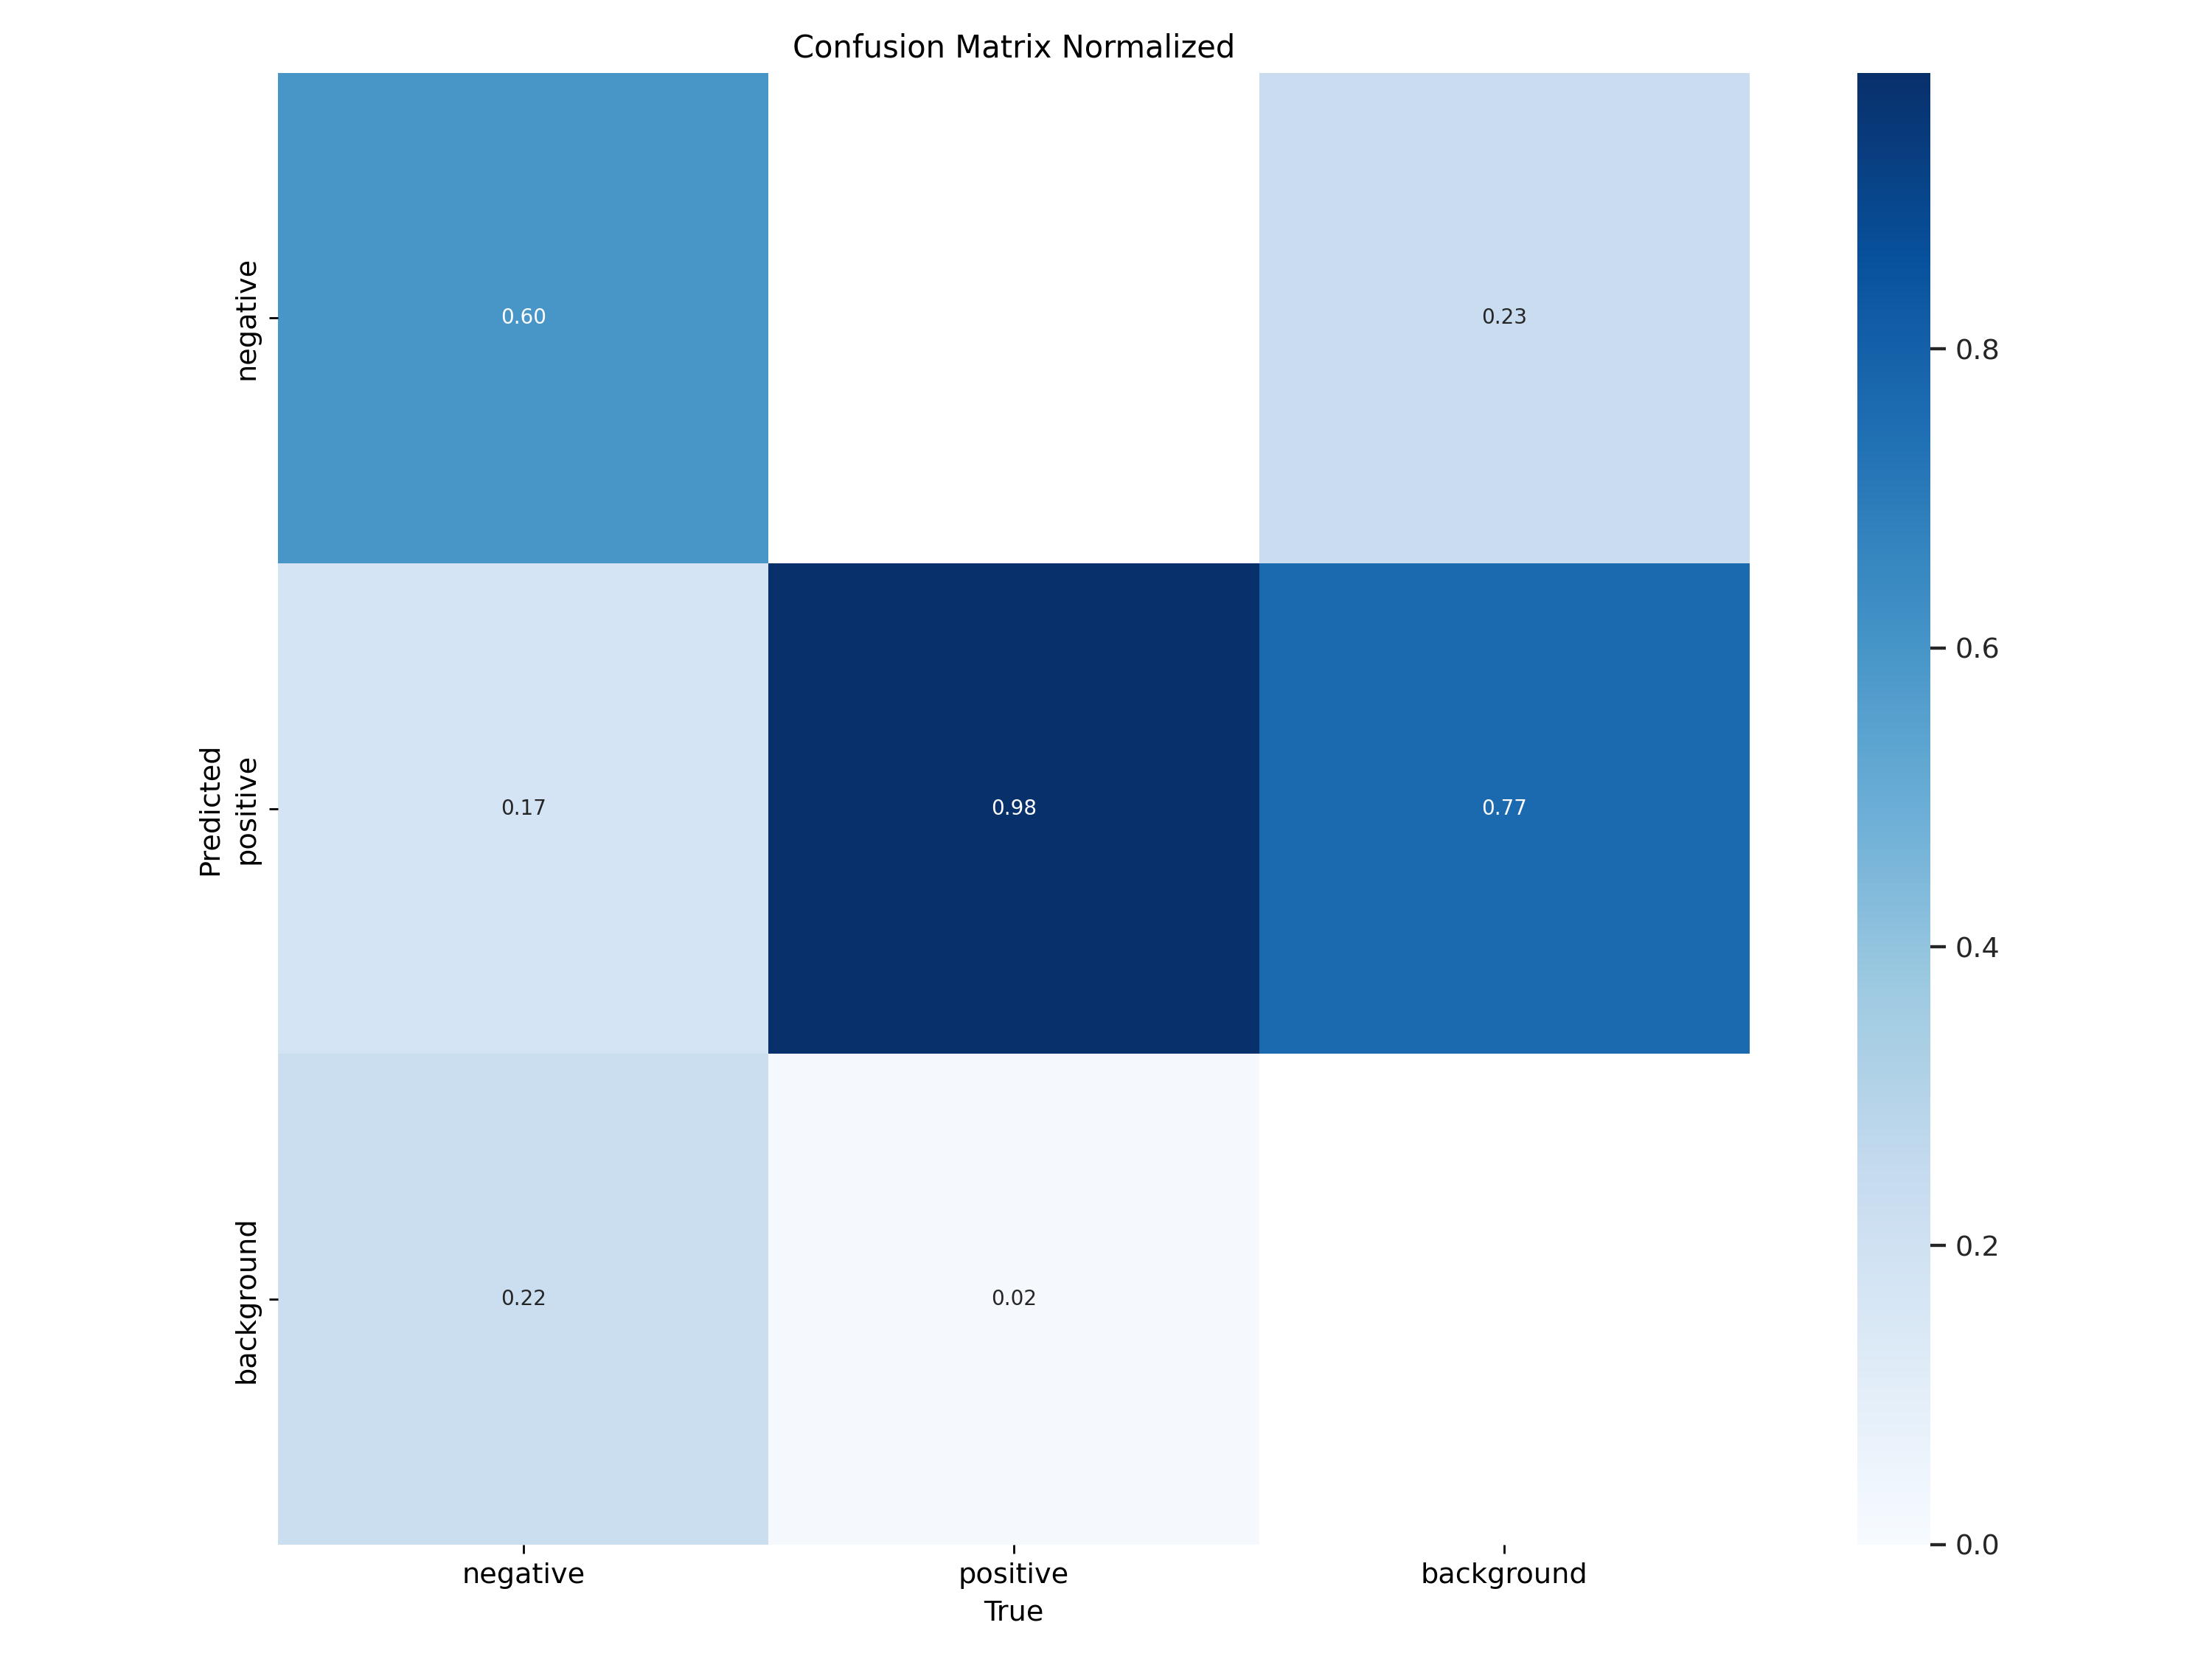 Confusion Matrix Normalized
negative
0.60
0.23
0.8
0.6
Predicted
positive
0.17
0.98
0.77
0.4
background
0.22
0.02
0.2
0.0
negative
positive
background
True